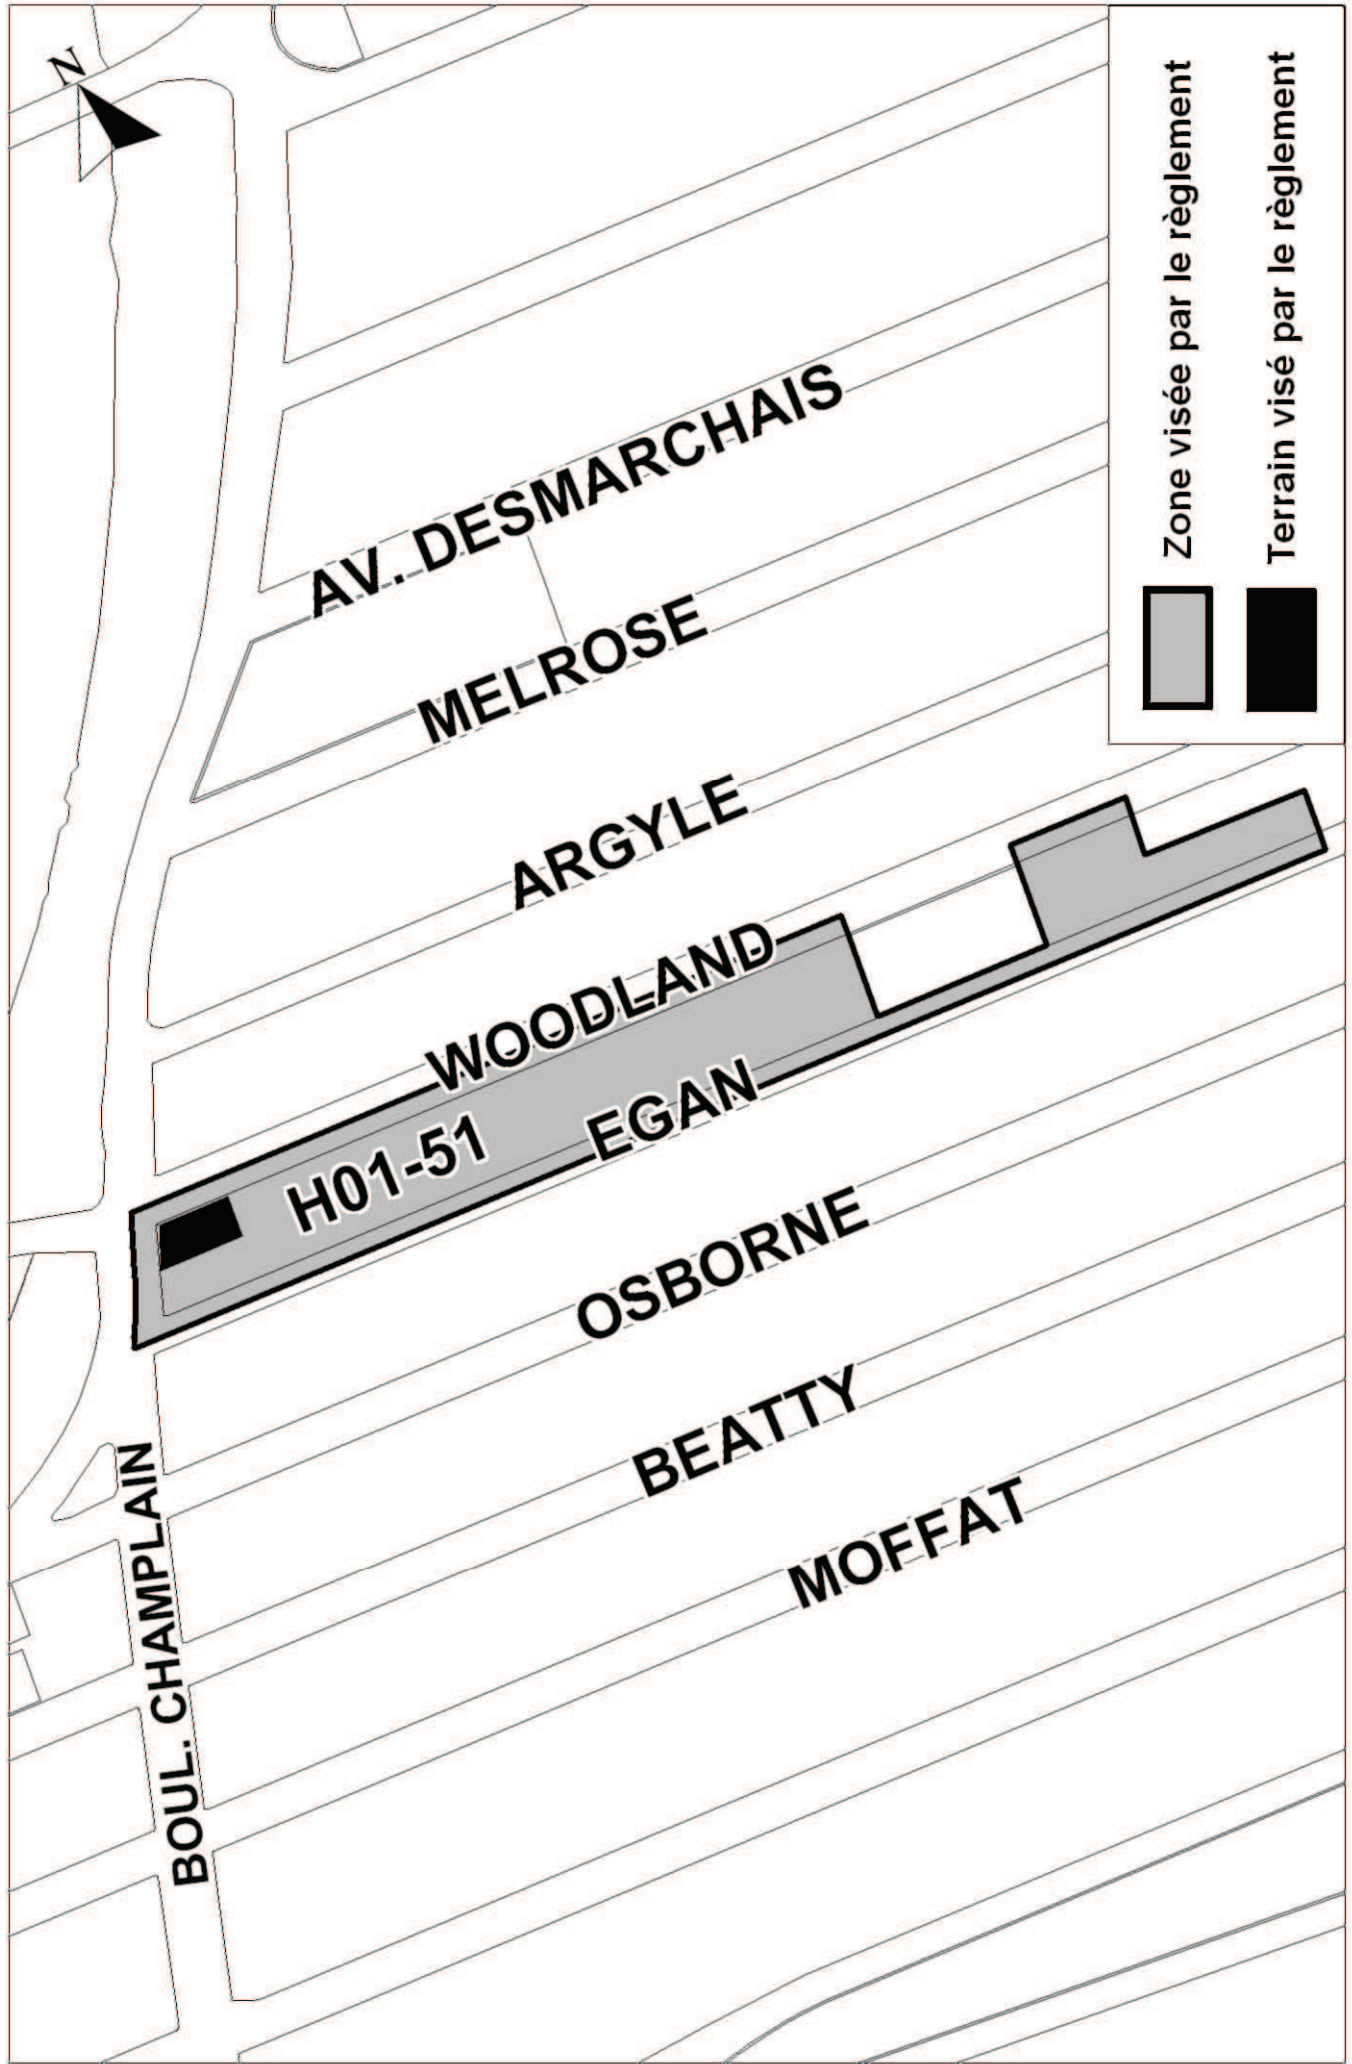 N
AV. DESMARCHAIS
MELROSE
ARGYLE
WOODLAND
H01-51
EGAN
OSBORNE
BEATTY
MOFFAT
BOUL. CHAMPLAIN
Zone visée par le règlement
Terrain visé par le règlement